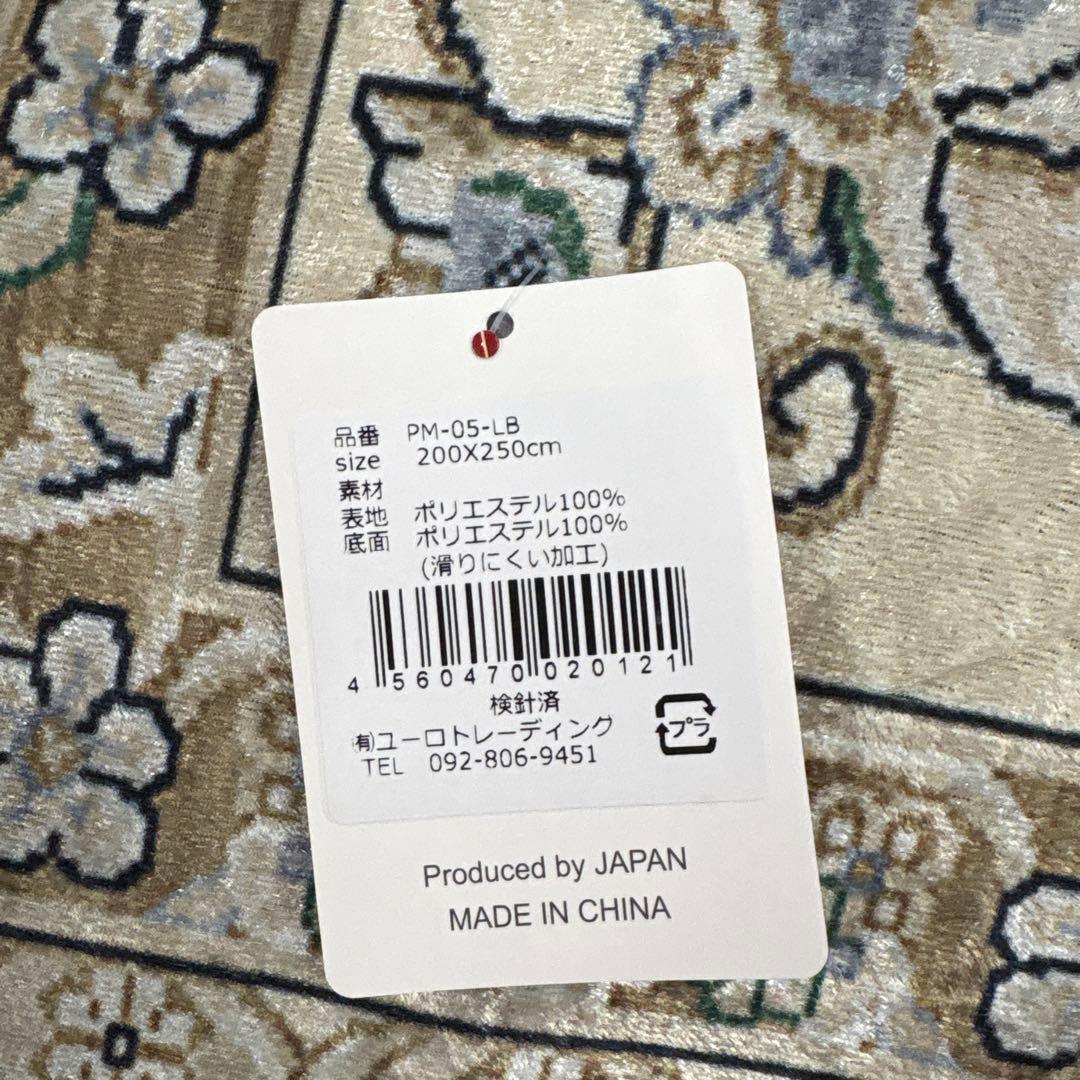 品番 PM-05-LB
size 200X250cm
素材
表地 ポリエステル100%
底面 ポリエステル100%
(滑りにくい加工)
4 560470 020121
検針済
㈲ユーロトレーディング
TEL 092-806-9451
プラ
Produced by JAPAN
MADE IN CHINA